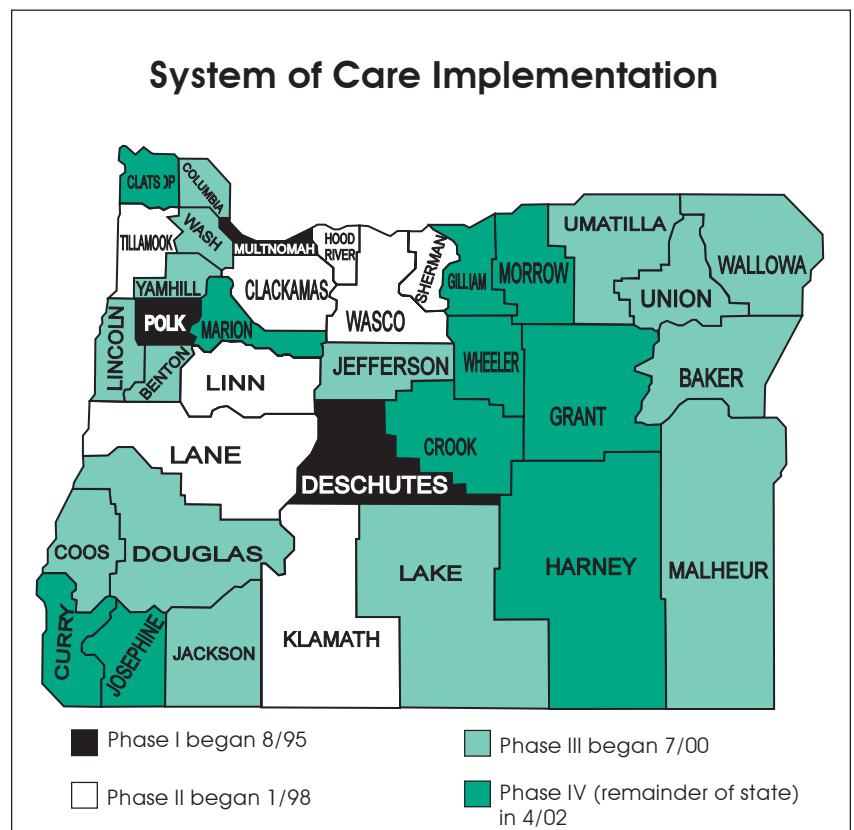 System of Care Implementation
CLATSOP
COLUMBIA
TILLAMOOK
WASH
MULTNOMAH
HOOD
RIVER
SHERMAN
GILLIAM
MORROW
UMATILLA
UNION
WALLOWA
YAMHILL
CLACKAMAS
WASCO
LINCOLN
POLK
MARION
BENTON
LINN
JEFFERSON
WHEELER
GRANT
BAKER
LANE
CROOK
DESCHUTES
COOS
DOUGLAS
LAKE
HARNEY
MALHEUR
CURRY
JOSEPHINE
JACKSON
KLAMATH
Phase I began 8/95
Phase II began 1/98
Phase III began 7/00
Phase IV (remainder of state)
in 4/02